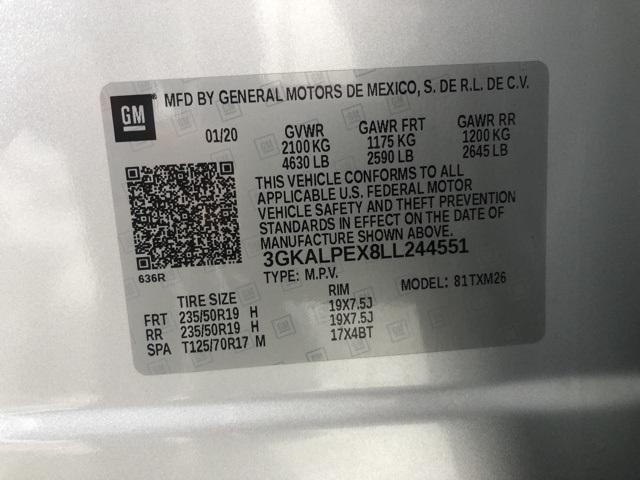 GM
MFD BY GENERAL MOTORS DE MEXICO, S. DE R.L. DE C.V.
01/20 GVWR GAWR FRT GAWR RR
2100 KG 1175 KG 1200 KG
4630 LB 2590 LB 2645 LB
THIS VEHICLE CONFORMS TO ALL
APPLICABLE U.S. FEDERAL MOTOR
VEHICLE SAFETY AND THEFT PREVENTION
STANDARDS IN EFFECT ON THE DATE OF
MANUFACTURE SHOWN ABOVE.
3GKALPEX8LL244551
636R
TYPE: M.P.V. MODEL: 81TXM26
TIRE SIZE RIM
FRT 235/50R19 H 19X7.5J
RR 235/50R19 H 19X7.5J
SPA T125/70R17 M 17X4BT